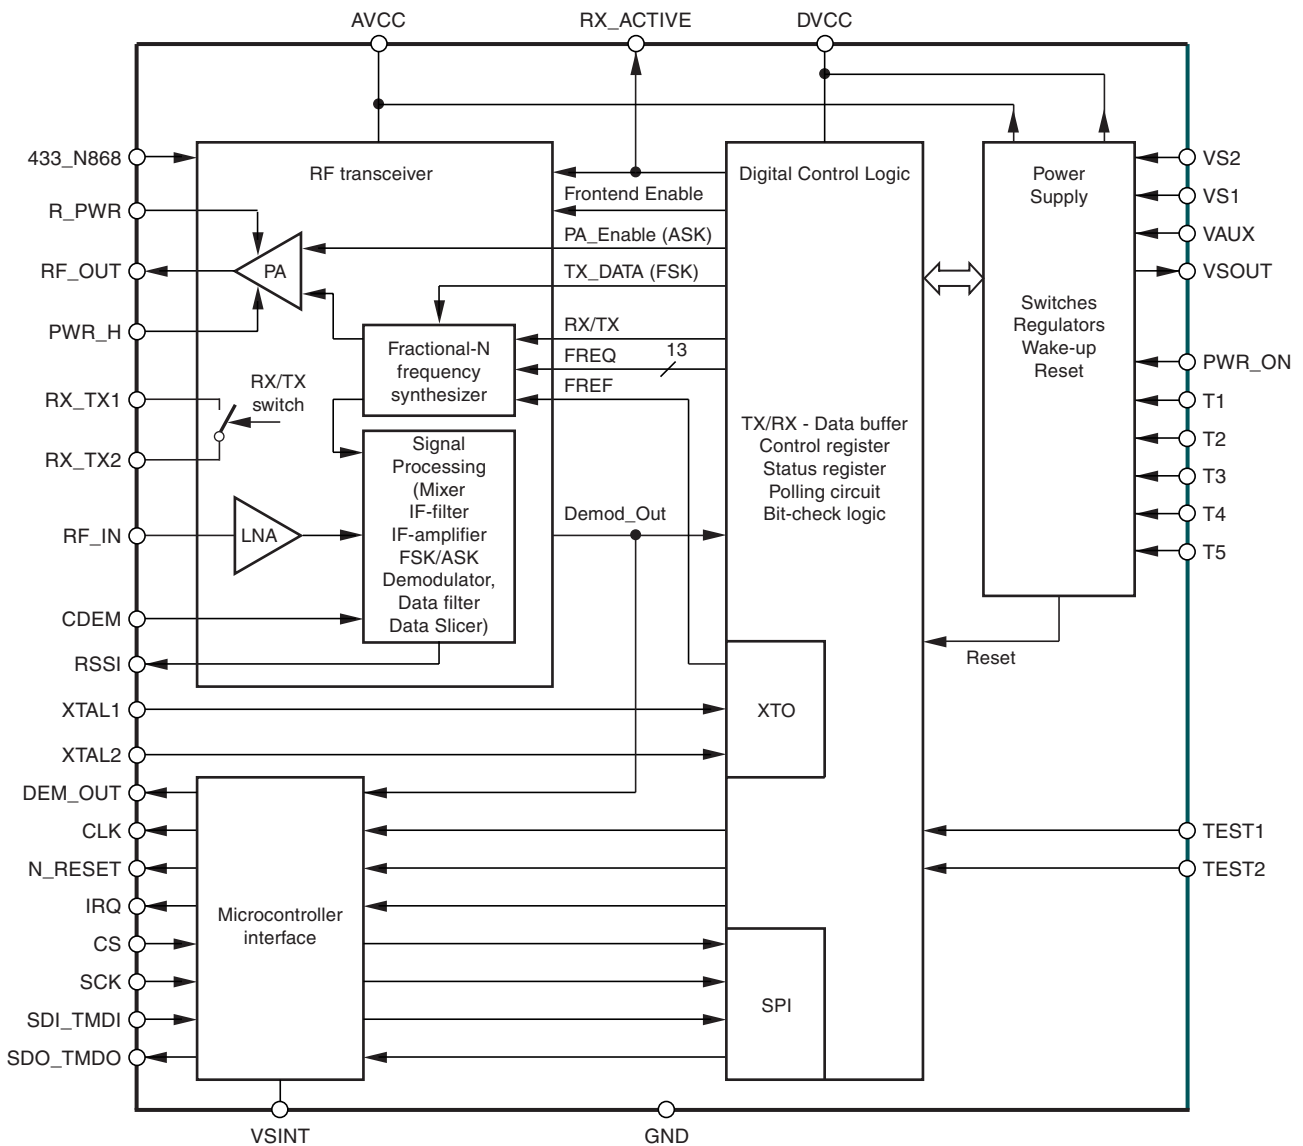 AVCC
RX_ACTIVE
DVCC
433_N868
R_PWR
RF_OUT
PWR_H
RX_TX1
RX_TX2
RF_IN
CDEM
RSSI
XTAL1
XTAL2
DEM_OUT
CLK
N_RESET
IRQ
CS
SCK
SDI_TMDI
SDO_TMDO
RF transceiver
PA
RX/TX
switch
LNA
Fractional-N
frequency
synthesizer
Signal
Processing
(Mixer
IF-filter
IF-amplifier
FSK/ASK
Demodulator,
Data filter
Data Slicer)
Frontend Enable
PA_Enable (ASK)
TX_DATA (FSK)
RX/TX
FREQ
13
FREF
Demod_Out
Digital Control Logic
TX/RX - Data buffer
Control register
Status register
Polling circuit
Bit-check logic
XTO
SPI
Microcontroller
interface
Power
Supply
Switches
Regulators
Wake-up
Reset
Reset
VS2
VS1
VAUX
VSOUT
PWR_ON
T1
T2
T3
T4
T5
TEST1
TEST2
VSINT
GND